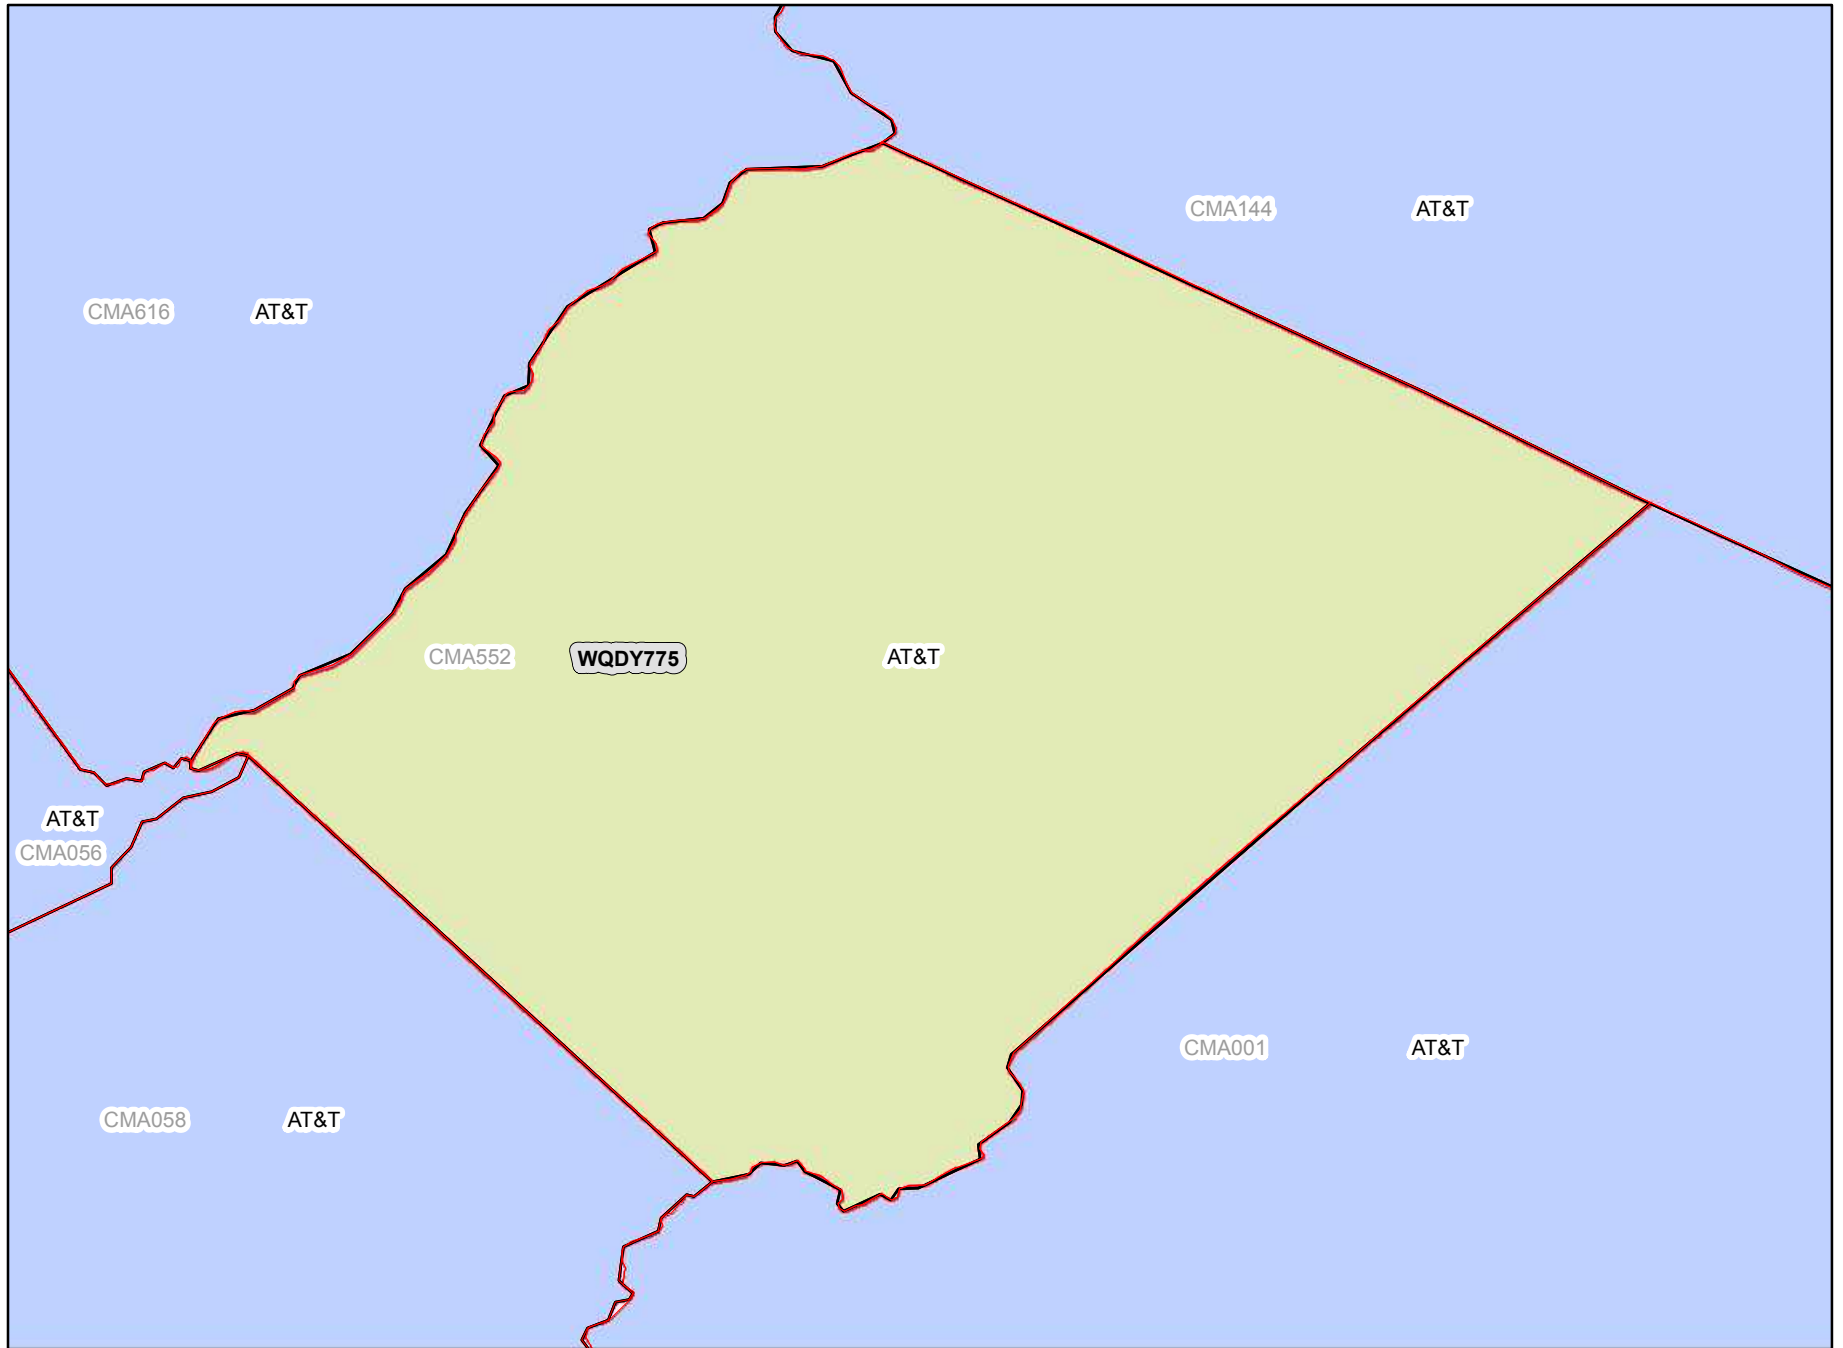 CMA144 AT&T
CMA616 AT&T
CMA552 WQDY775 AT&T
AT&T
CMA056
CMA001 AT&T
CMA058 AT&T